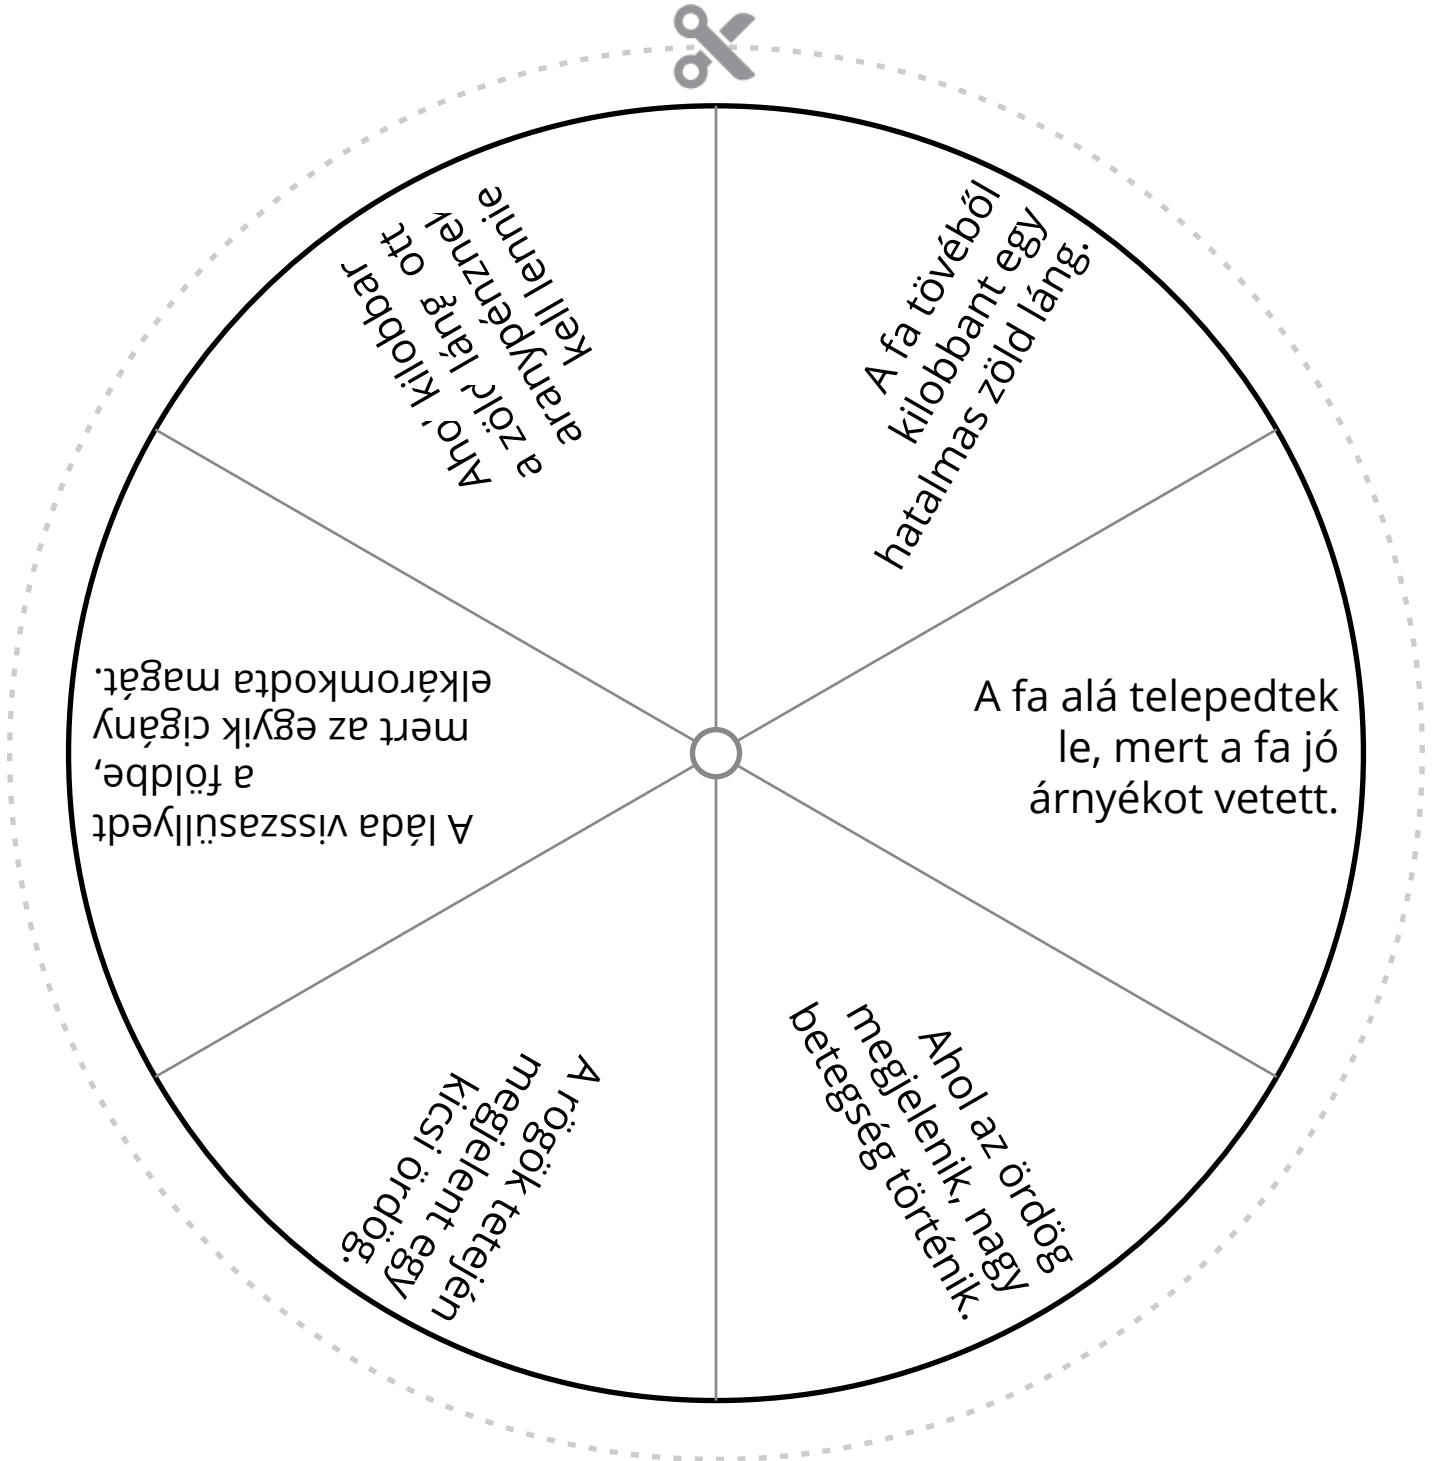 A fa tövéből
kilobbant egy
hatalmas zöld láng.
A fa alá telepedtek
le, mert a fa jó
árnyékot vetett.
Ahol az ördög
megjelenik, nagy
betegség történik.
A rögök tetején
megjelent egy
kicsi ördög.
A láda visszasüllyedt
a földbe,
mert az egyik cigány
elkáromkodta magát.
Ahol kilobban
a zöld láng ott
aranypénznek
kell lennie